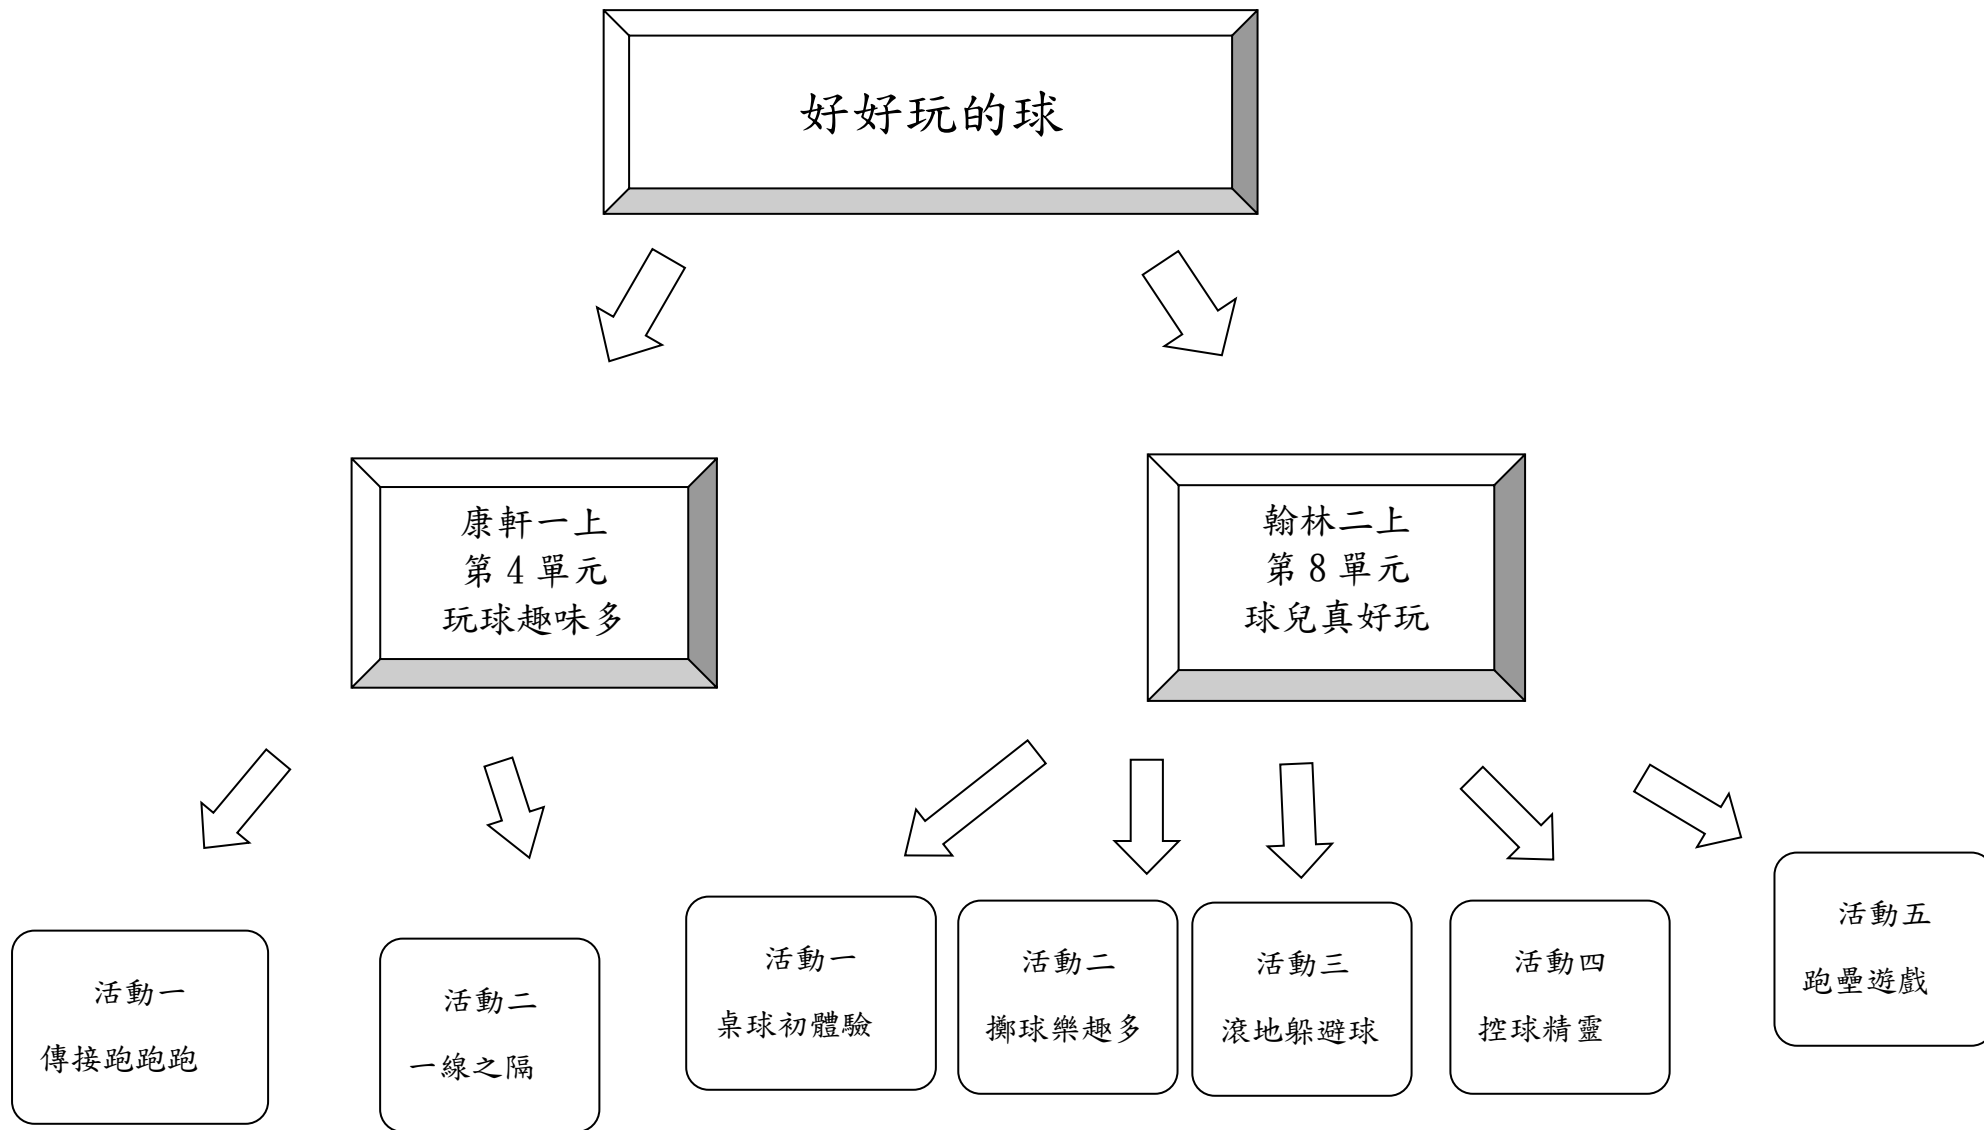 好好玩的球
康軒一上
第 4 單元
玩球趣味多
翰林二上
第 8 單元
球兒真好玩
活動一
傳接跑跑跑
活動二
一線之隔
活動一
桌球初體驗
活動二
擲球樂趣多
活動三
滾地躲避球
活動四
控球精靈
活動五
跑壘遊戲